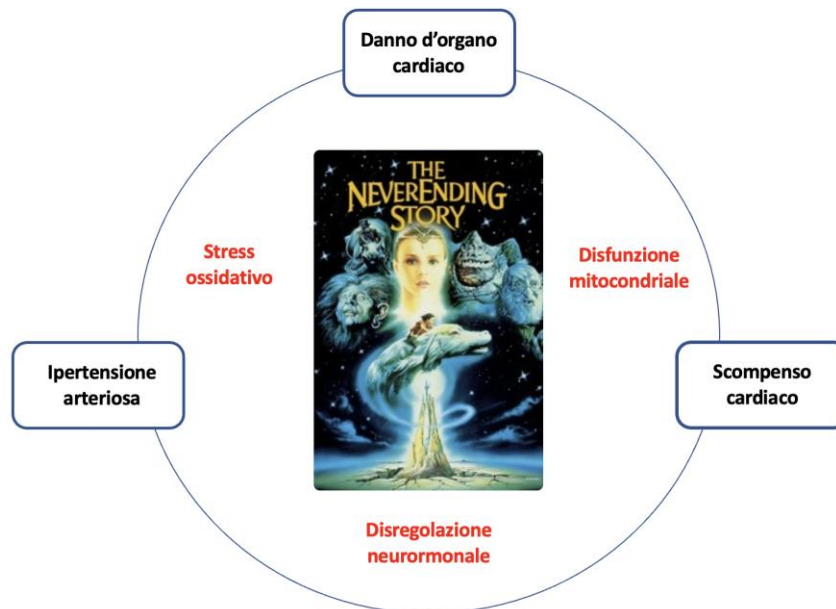 Danno d'organo
cardiaco
THE
NEVERENDING
STORY
Stress
ossidativo
Disfunzione
mitocondriale
Ipertensione
arteriosa
Scompenso
cardiaco
Disregolazione
neurormonale